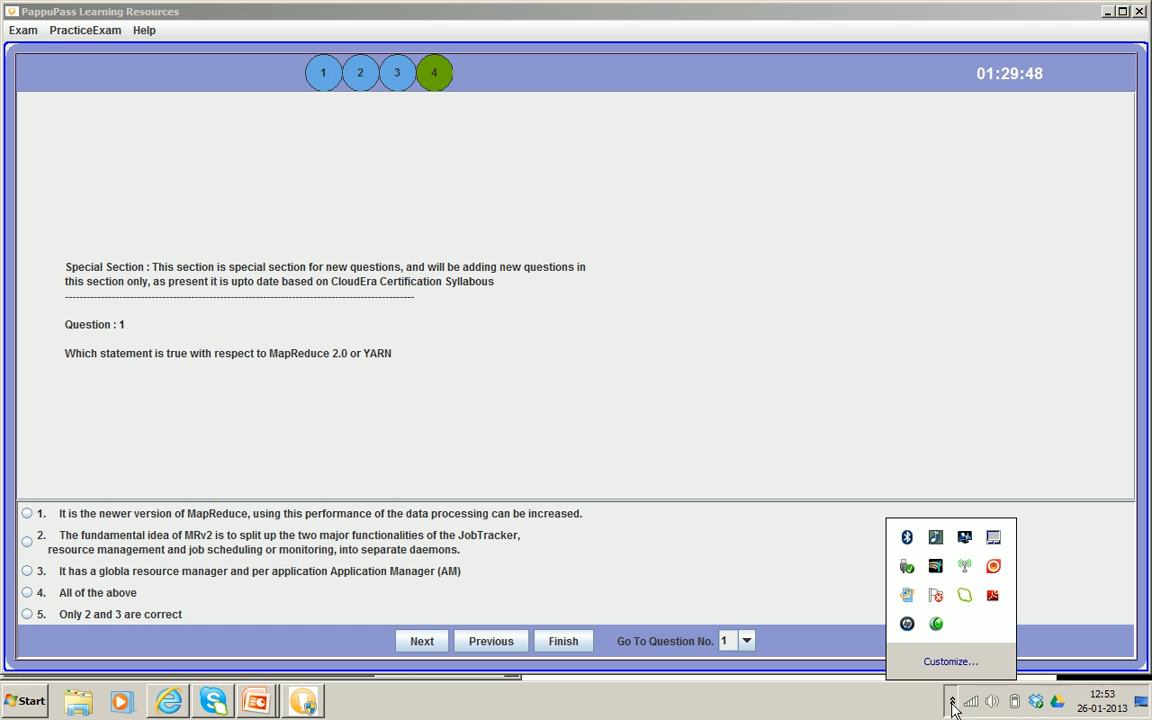 PappuPass Learning Resources
Exam PracticeExam Help
1 2 3 4 01:29:48
Special Section : This section is special section for new questions, and will be adding new questions in
this section only, as present it is upto date based on CloudEra Certification Syllabous
------------------------------------------------------------------------------------------------
Question : 1
Which statement is true with respect to MapReduce 2.0 or YARN
1. It is the newer version of MapReduce, using this performance of the data processing can be increased.
2. The fundamental idea of MRv2 is to split up the two major functionalities of the JobTracker,
resource management and job scheduling or monitoring, into separate daemons.
3. It has a globla resource manager and per application Application Manager (AM)
4. All of the above
5. Only 2 and 3 are correct
Next Previous Finish Go To Question No. 1
Customize...
Start
12:53
26-01-2013